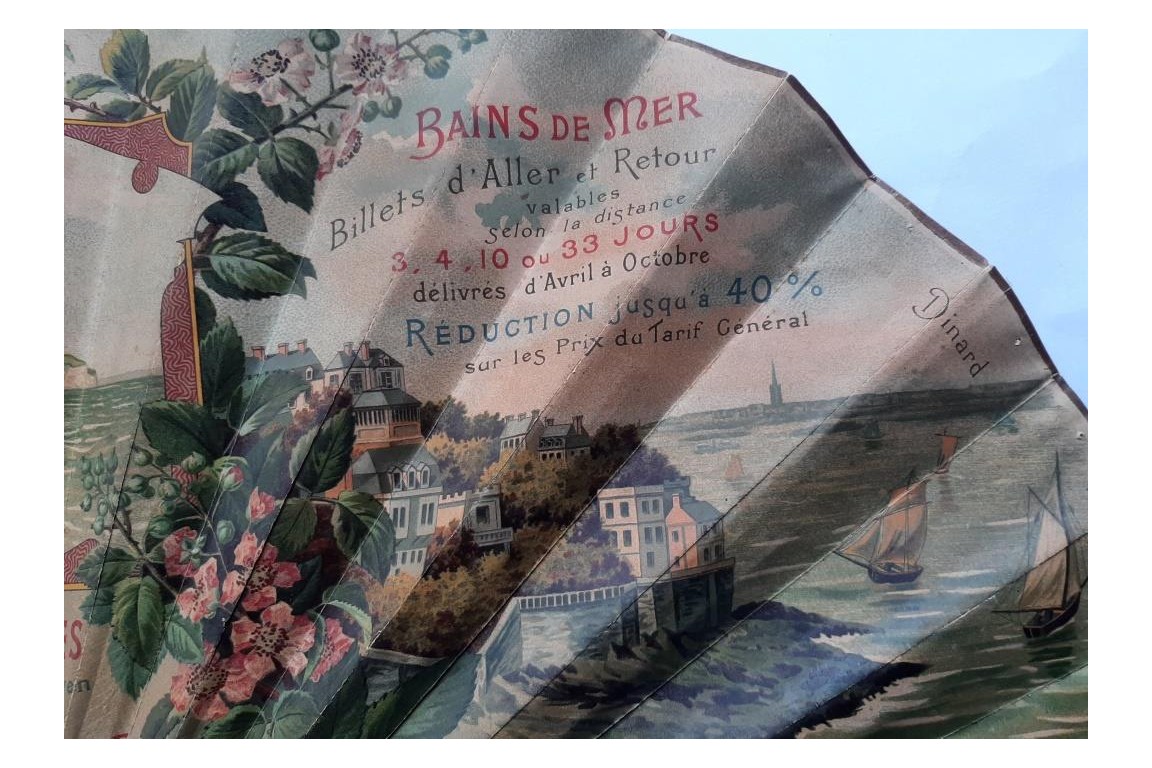 BAINS DE MER
Billets d'Aller et Retour
valables
selon la distance
3, 4, 10 ou 33 JOURS
délivrés d'Avril à Octobre
RÉDUCTION jusqu'à 40 %
sur les Prix du Tarif Général
Dinard